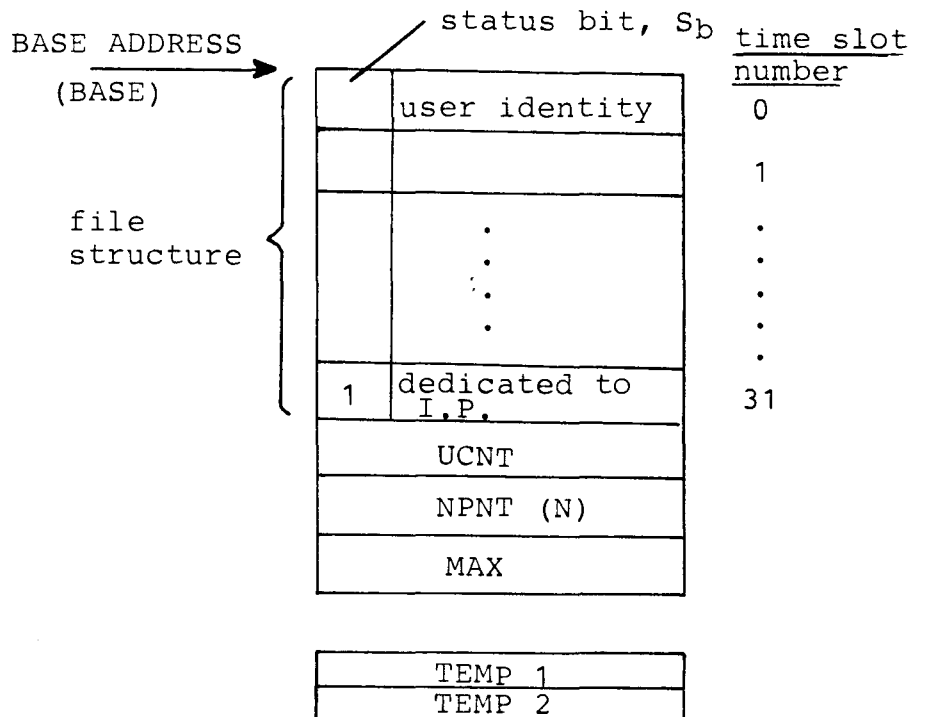 status bit, Sb
BASE ADDRESS
(BASE)
time slot
number
user identity
0
1
file
structure
1
dedicated to
I.P.
31
UCNT
NPNT (N)
MAX
TEMP 1
TEMP 2